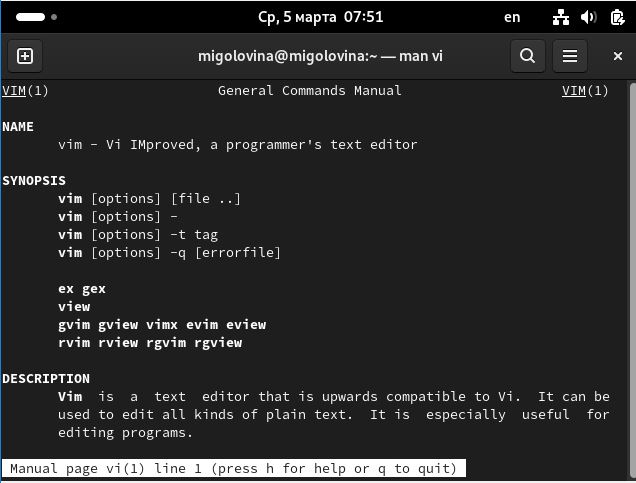 Ср, 5 марта 07:51
en
migolovina@migolovina:~ — man vi
VIM(1) General Commands Manual VIM(1)
NAME
vim - Vi IMproved, a programmer's text editor
SYNOPSIS
vim [options] [file ..]
vim [options] -
vim [options] -t tag
vim [options] -q [errorfile]
ex gex
view
gvim gview vimx evim eview
rvim rview rgvim rgview
DESCRIPTION
Vim is a text editor that is upwards compatible to Vi. It can be
used to edit all kinds of plain text. It is especially useful for
editing programs.
Manual page vi(1) line 1 (press h for help or q to quit)